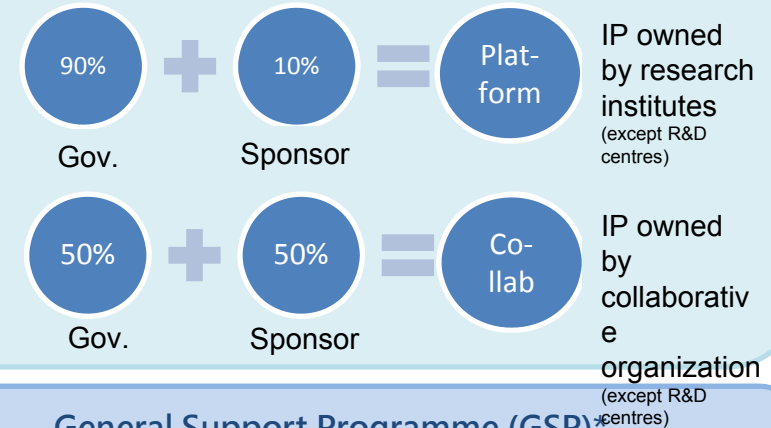 90%
10%
Plat-
form
IP owned
by research
institutes
(except R&D
centres)
Gov.
Sponsor
50%
50%
Co-
llab
IP owned
by
collaborativ
e
organization
(except R&D
centres)
Gov.
Sponsor
General Support Programme (GSP)*